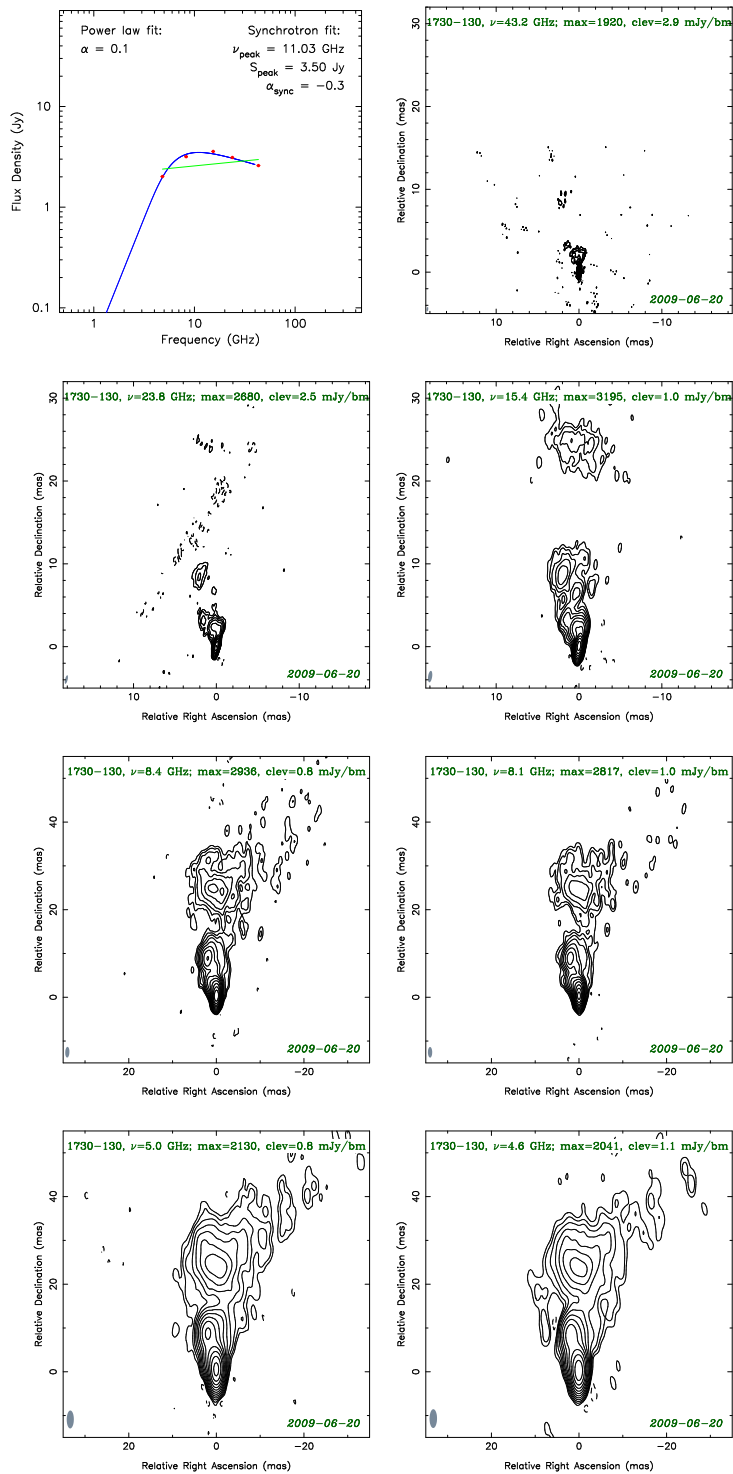 Power law fit: Synchrotron fit:
α = 0.1 ν_peak = 11.03 GHz
S_peak = 3.50 Jy
α_sync = −0.3
Flux Density (Jy)
10
1
0.1
1 10 100
Frequency (GHz)
1730−130, ν=43.2 GHz; max=1920, clev=2.9 mJy/bm
Relative Declination (mas)
30
20
10
0
2009−06−20
10 0 −10
Relative Right Ascension (mas)
1730−130, ν=23.8 GHz; max=2680, clev=2.5 mJy/bm
Relative Declination (mas)
30
20
10
0
2009−06−20
10 0 −10
Relative Right Ascension (mas)
1730−130, ν=15.4 GHz; max=3195, clev=1.0 mJy/bm
Relative Declination (mas)
30
20
10
0
2009−06−20
10 0 −10
Relative Right Ascension (mas)
1730−130, ν=8.4 GHz; max=2936, clev=0.8 mJy/bm
Relative Declination (mas)
40
20
0
2009−06−20
20 0 −20
Relative Right Ascension (mas)
1730−130, ν=8.1 GHz; max=2817, clev=1.0 mJy/bm
Relative Declination (mas)
40
20
0
2009−06−20
20 0 −20
Relative Right Ascension (mas)
1730−130, ν=5.0 GHz; max=2130, clev=0.8 mJy/bm
Relative Declination (mas)
40
20
0
2009−06−20
20 0 −20
Relative Right Ascension (mas)
1730−130, ν=4.6 GHz; max=2041, clev=1.1 mJy/bm
Relative Declination (mas)
40
20
0
2009−06−20
20 0 −20
Relative Right Ascension (mas)